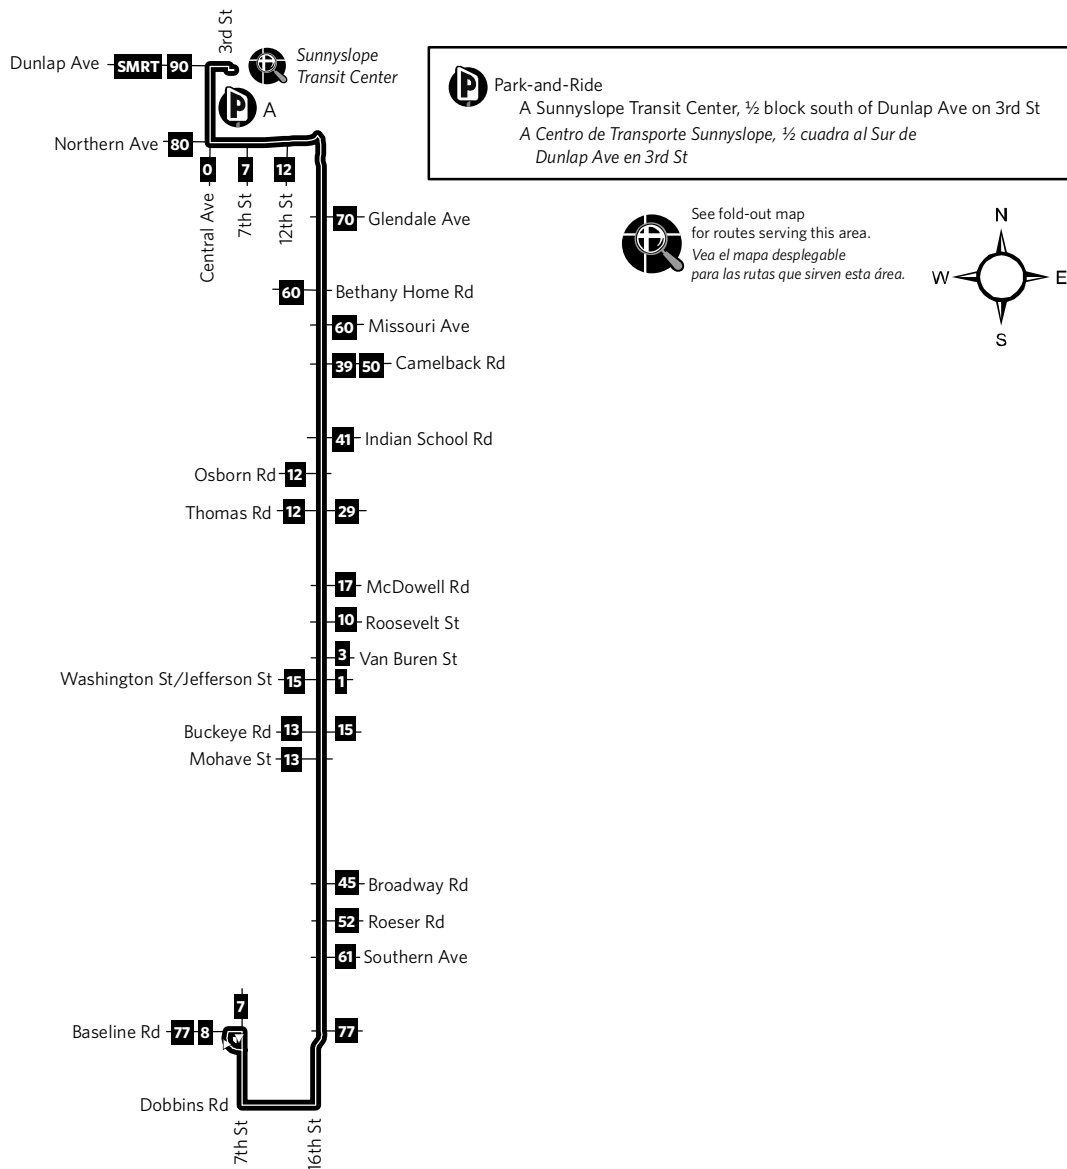 3rd St
Dunlap Ave SMRT 90
Sunnyslope
Transit Center
P A
Northern Ave 80
0 7 12
Central Ave
7th St
12th St
P Park-and-Ride
A Sunnyslope Transit Center, ½ block south of Dunlap Ave on 3rd St
A Centro de Transporte Sunnyslope, ½ cuadra al Sur de
Dunlap Ave en 3rd St
See fold-out map
for routes serving this area.
Vea el mapa desplegable
para las rutas que sirven esta área.
N
W E
S
70 Glendale Ave
60 Bethany Home Rd
60 Missouri Ave
39 50 Camelback Rd
41 Indian School Rd
Osborn Rd 12
Thomas Rd 12 29
17 McDowell Rd
10 Roosevelt St
3 Van Buren St
Washington St/Jefferson St 15 1
Buckeye Rd 13 15
Mohave St 13
45 Broadway Rd
52 Roeser Rd
61 Southern Ave
7
Baseline Rd 77 8 77
Dobbins Rd
7th St
16th St